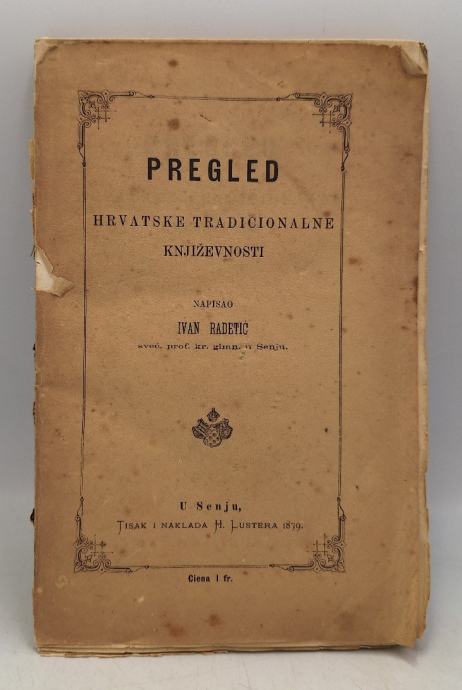 PREGLED
HRVATSKE TRADICIONALNE
KNJIŽEVNOSTI
NAPISAO
IVAN RADETIĆ
sveć. prof. kr. gimn. u Senju.
U Senju,
TISAK I NAKLADA H. LUSTERA 1879.
Ciena 1 fr.